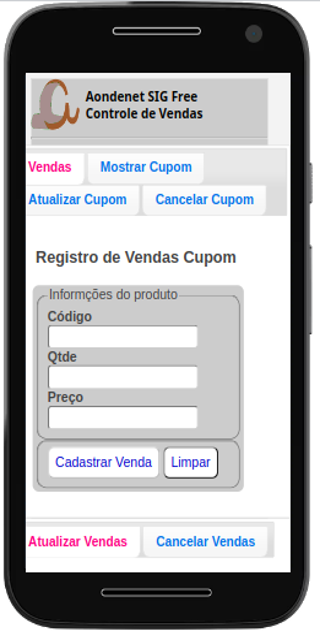 Aondenet SIG Free
Controle de Vendas
Vendas Mostrar Cupom
Atualizar Cupom Cancelar Cupom
Registro de Vendas Cupom
Informções do produto
Código
Qtde
Preço
Cadastrar Venda Limpar
Atualizar Vendas Cancelar Vendas